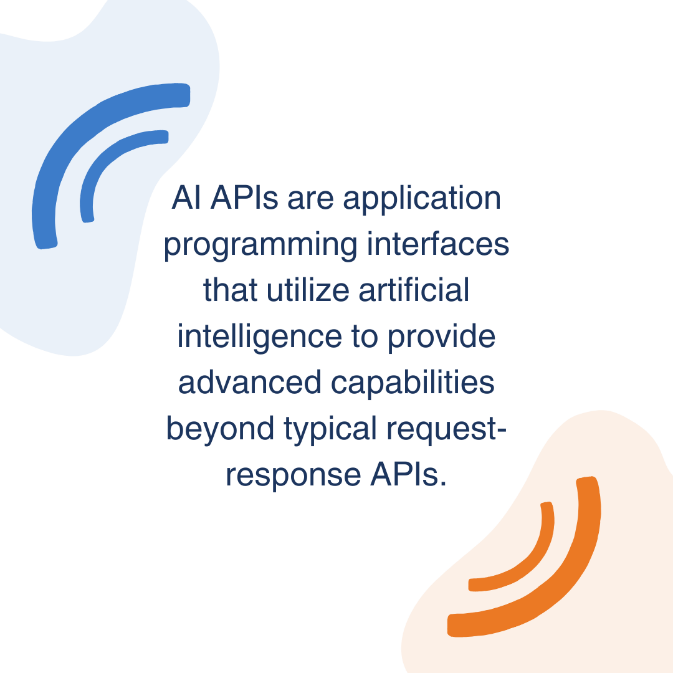 AI APIs are application
programming interfaces
that utilize artificial
intelligence to provide
advanced capabilities
beyond typical request-
response APIs.